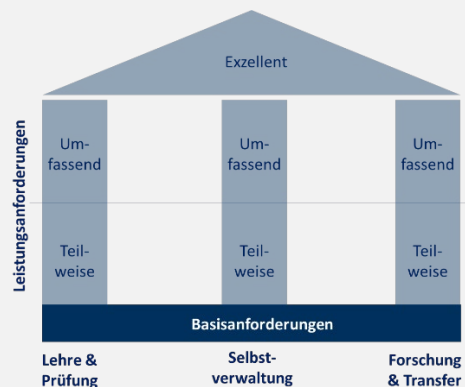 Exzellent
Leistungsanforderungen
Um-
fassend
Um-
fassend
Um-
fassend
Teil-
weise
Teil-
weise
Teil-
weise
Basisanforderungen
Lehre &
Prüfung
Selbst-
verwaltung
Forschung
& Transfer